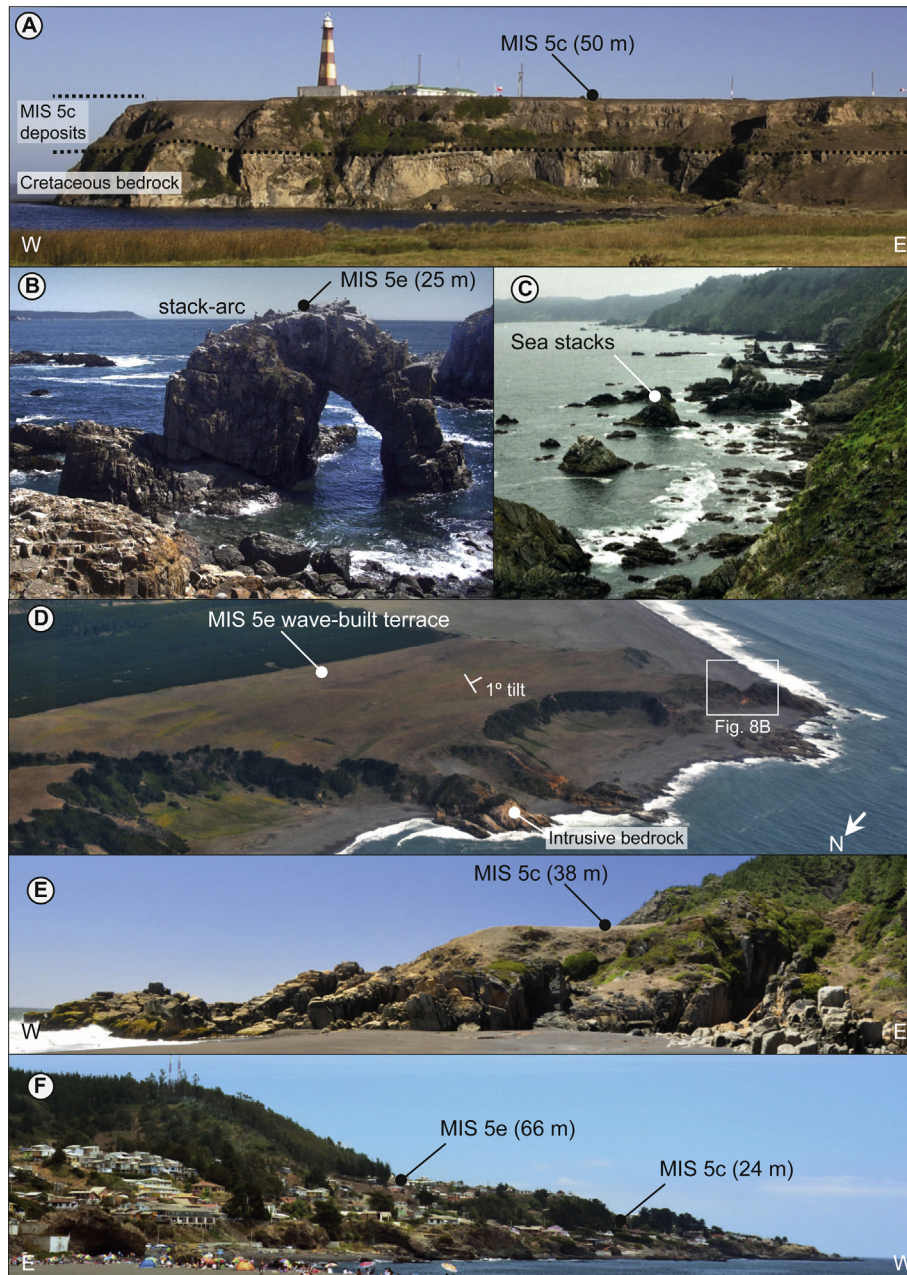 A
MIS 5c (50 m)
MIS 5c
deposits
Cretaceous bedrock
W
E
B
MIS 5e (25 m)
stack-arc
C
Sea stacks
D
MIS 5e wave-built terrace
1º tilt
Fig. 8B
Intrusive bedrock
N
E
MIS 5c (38 m)
W
E
F
MIS 5e (66 m)
MIS 5c (24 m)
E
W